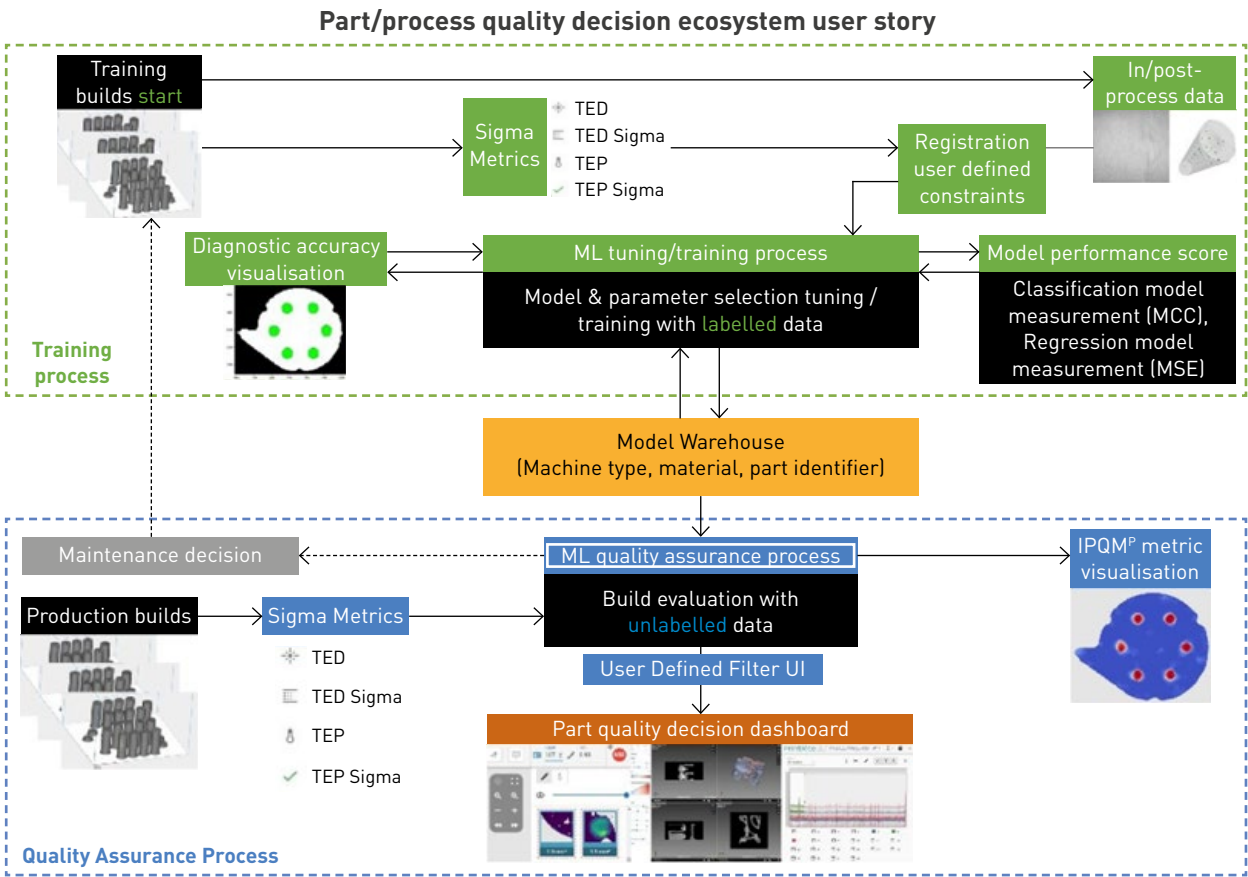 Part/process quality decision ecosystem user story
Training
builds start
In/post-
process data
Sigma
Metrics
TED
TED Sigma
TEP
TEP Sigma
Registration
user defined
constraints
Diagnostic accuracy
visualisation
ML tuning/training process
Model & parameter selection tuning /
training with labelled data
Model performance score
Classification model
measurement (MCC),
Regression model
measurement (MSE)
Training
process
Model Warehouse
(Machine type, material, part identifier)
Maintenance decision
ML quality assurance process
IPQMᴾ metric
visualisation
Production builds
Sigma Metrics
Build evaluation with
unlabelled data
TED
TED Sigma
TEP
TEP Sigma
User Defined Filter UI
Part quality decision dashboard
Quality Assurance Process